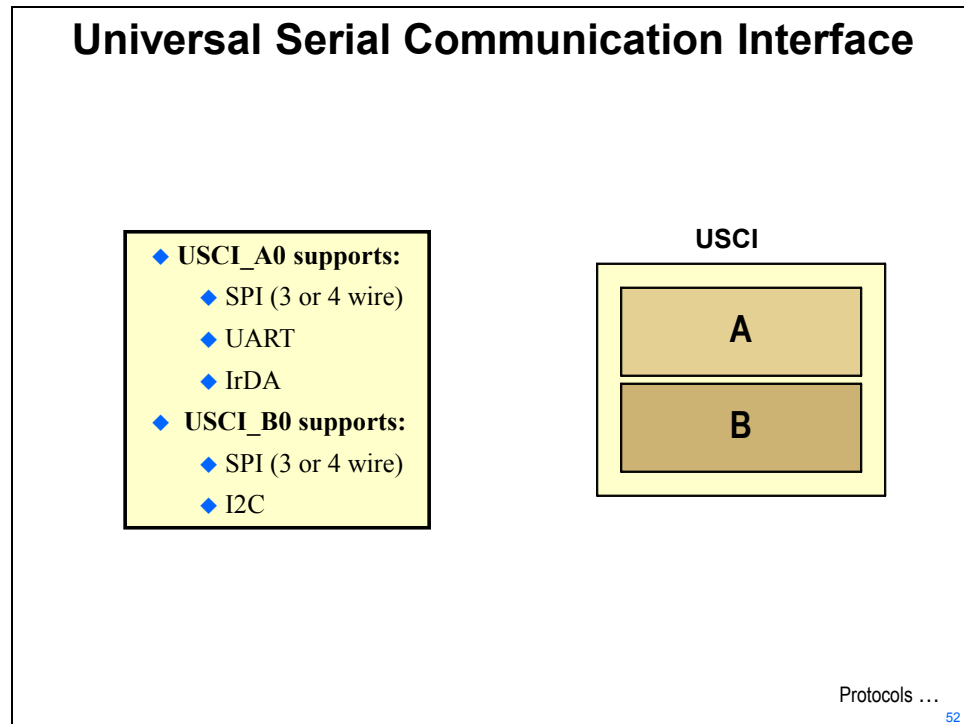 Universal Serial Communication Interface
◆ USCI_A0 supports:
◆ SPI (3 or 4 wire)
◆ UART
◆ IrDA
◆ USCI_B0 supports:
◆ SPI (3 or 4 wire)
◆ I2C
USCI
A
B
Protocols …
52